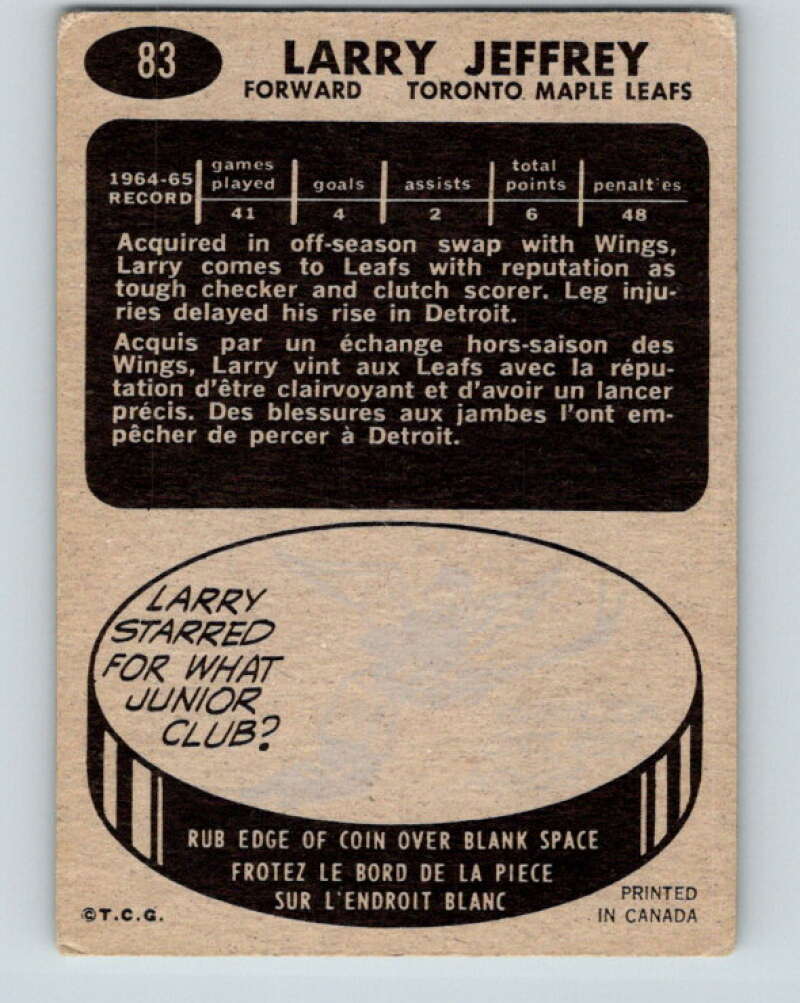 83
LARRY JEFFREY
FORWARD TORONTO MAPLE LEAFS
1964-65 RECORD games played goals assists total points penalties
41 4 2 6 48
Acquired in off-season swap with Wings,
Larry comes to Leafs with reputation as
tough checker and clutch scorer. Leg inju-
ries delayed his rise in Detroit.
Acquis par un échange hors-saison des
Wings, Larry vint aux Leafs avec la répu-
tation d'être clairvoyant et d'avoir un lancer
précis. Des blessures aux jambes l'ont em-
pêcher de percer à Detroit.
LARRY
STARRED
FOR WHAT
JUNIOR
CLUB?
RUB EDGE OF COIN OVER BLANK SPACE
FROTEZ LE BORD DE LA PIECE
SUR L'ENDROIT BLANC
©T.C.G.
PRINTED
IN CANADA